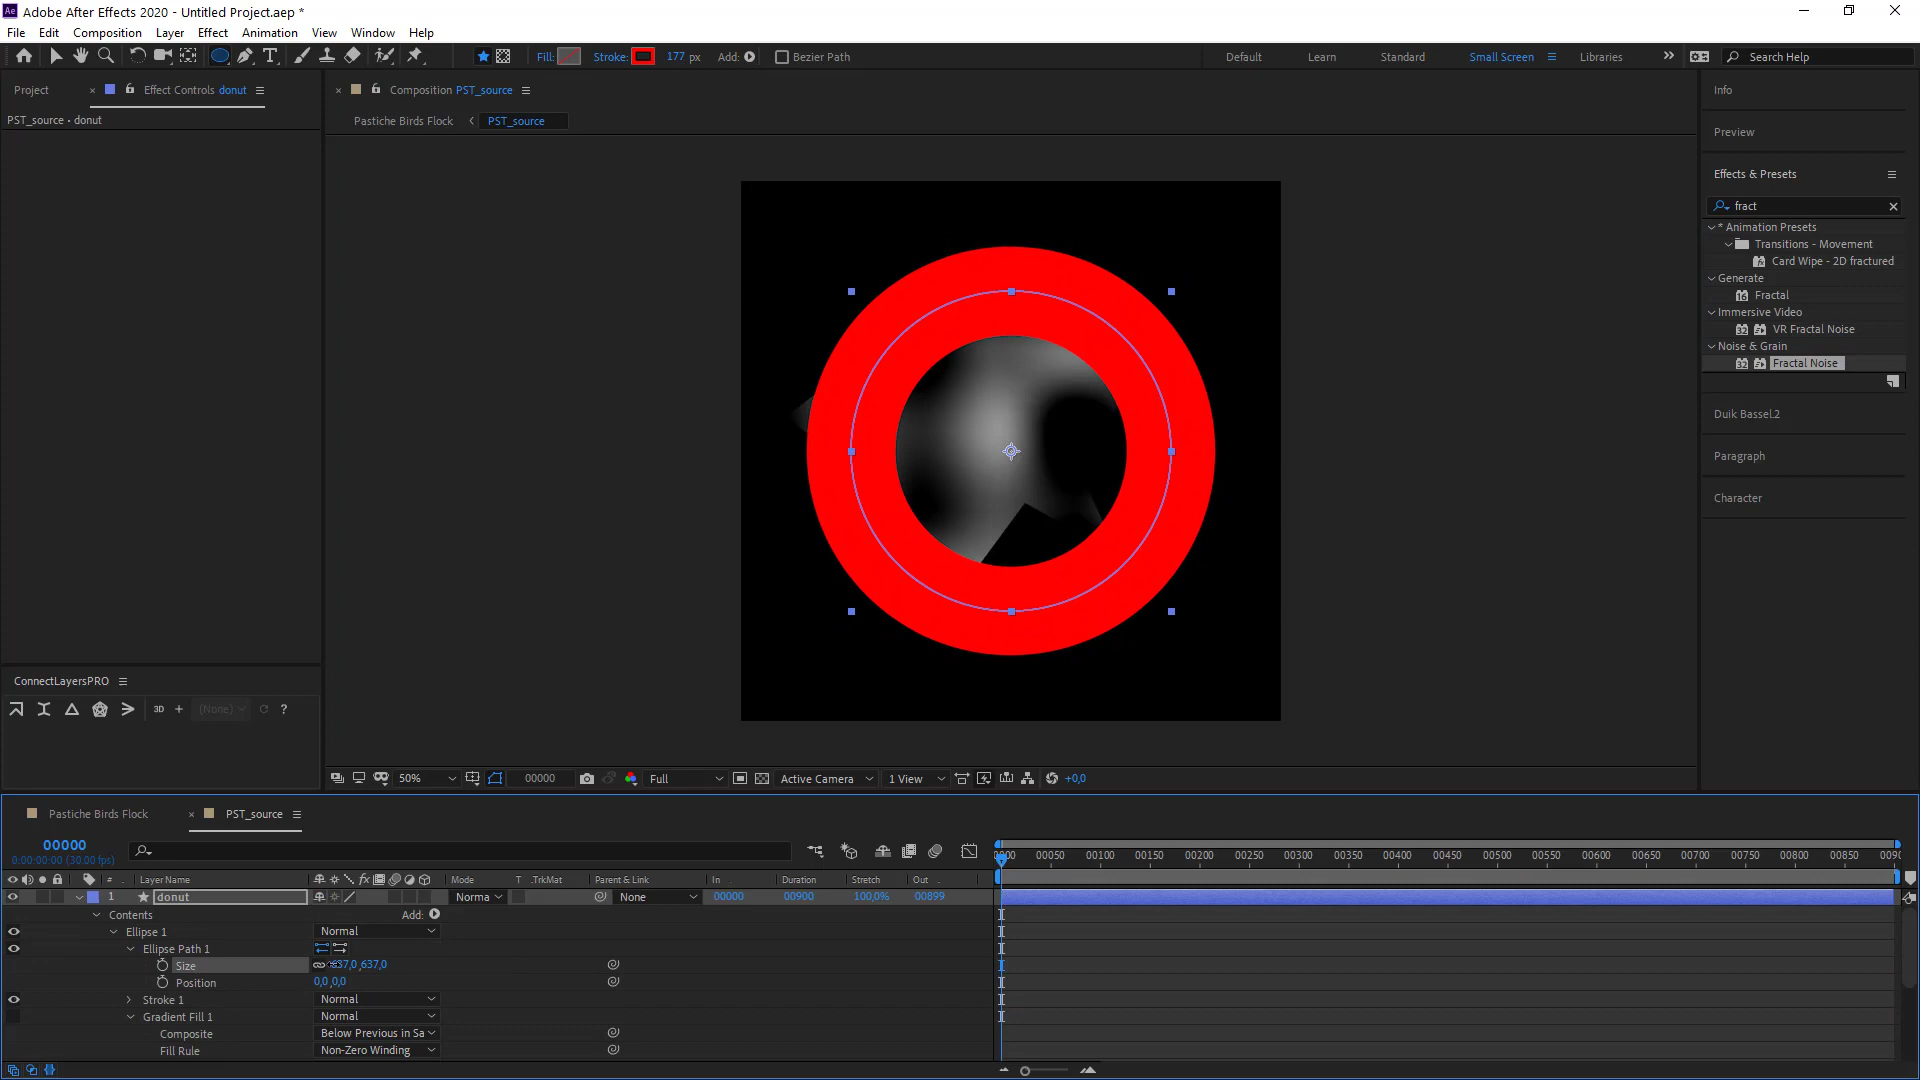 Adobe After Effects 2020 - Untitled Project.aep *
File Edit Composition Layer Effect Animation View Window Help
Fill: Stroke: 177 px Add: Bezier Path Default Learn Standard Small Screen Libraries Search Help
Project Effect Controls donut
PST_source • donut
Composition PST_source
Pastiche Birds Flock PST_source
Info
Preview
Effects & Presets
fract
* Animation Presets
Transitions - Movement
Card Wipe - 2D fractured
Generate
Fractal
Immersive Video
VR Fractal Noise
Noise & Grain
Fractal Noise
Duik Bassel.2
Paragraph
Character
ConnectLayersPRO
3D + (None) ?
50% 00000 Full Active Camera 1 View +0,0
Pastiche Birds Flock PST_source
00000
0:00:00:00 (30.00 fps)
# Layer Name Mode T .TrkMat Parent & Link In Duration Stretch Out
0000 00050 00100 00150 00200 00250 00300 00350 00400 00450 00500 00550 00600 00650 00700 00750 00800 00850 0090
1 donut Norma None 00000 00900 100,0% 00899
Contents Add:
Ellipse 1 Normal
Ellipse Path 1
Size 637,0,637,0
Position 0,0,0,0
Stroke 1 Normal
Gradient Fill 1 Normal
Composite Below Previous in Sa
Fill Rule Non-Zero Winding